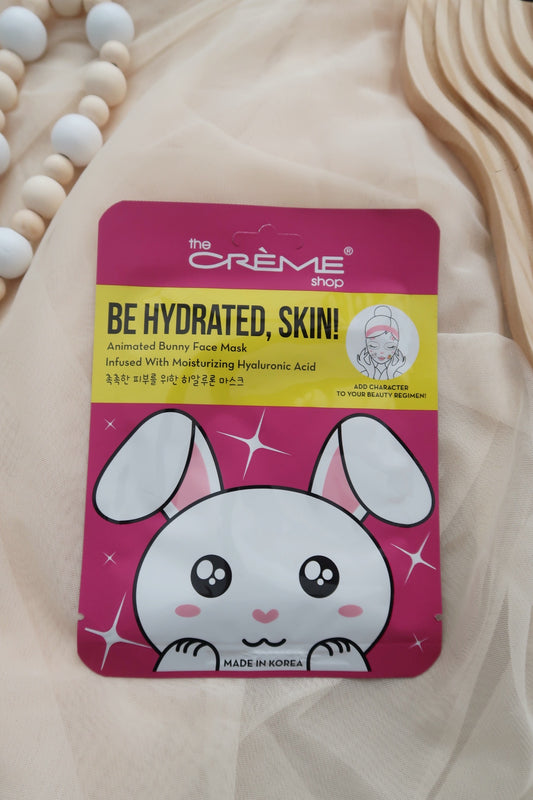 the
CRÈME®
shop
BE HYDRATED, SKIN!
Animated Bunny Face Mask
Infused With Moisturizing Hyaluronic Acid
촉촉한 피부를 위한 히알루론 마스크
ADD CHARACTER
TO YOUR BEAUTY REGIMEN!
MADE IN KOREA